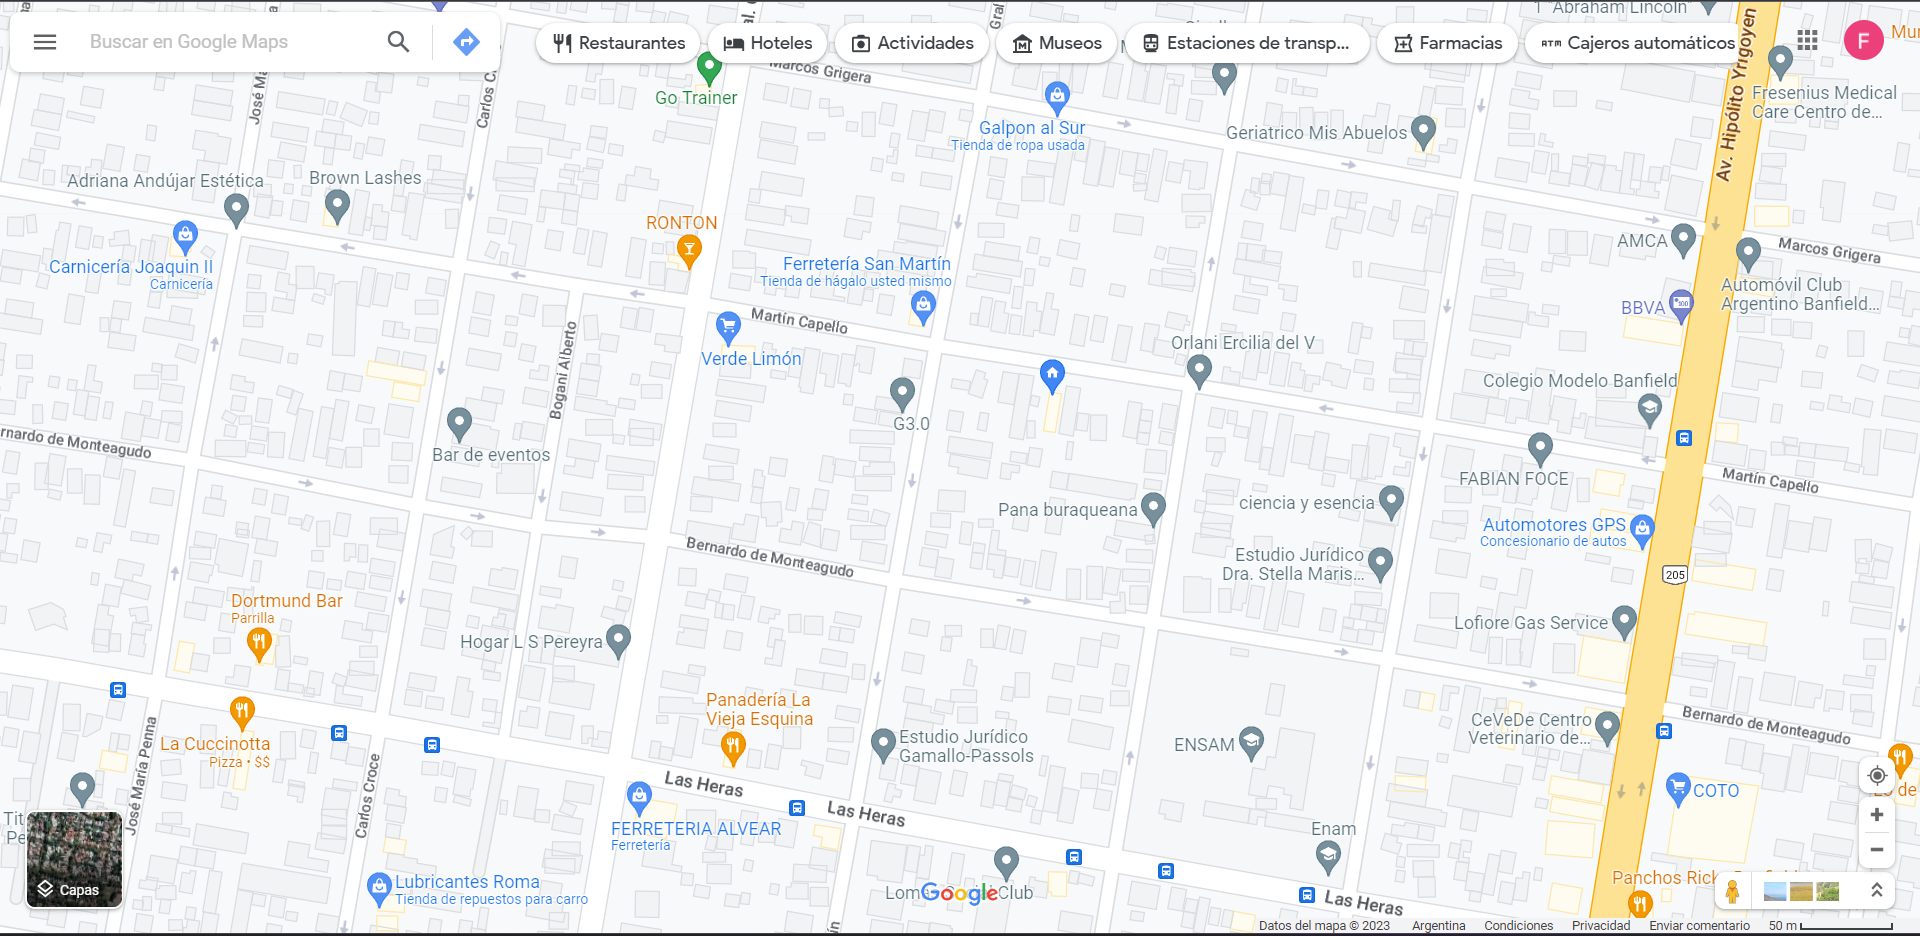 Buscar en Google Maps
Restaurantes
Hoteles
Actividades
Museos
Estaciones de transp...
Farmacias
ATM Cajeros automáticos
F
1 "Abraham Lincoln"
Av. Hipólito Yrigoyen
Carlos C
José Ma
Gral
Marcos Grigera
Go Trainer
Galpon al Sur
Tienda de ropa usada
Geriatrico Mis Abuelos
Fresenius Medical
Care Centro de...
Adriana Andújar Estética
Brown Lashes
RONTON
Carnicería Joaquin II
Carnicería
Ferretería San Martín
Tienda de hágalo usted mismo
AMCA
Marcos Grigera
Automóvil Club
Argentino Banfield...
BBVA
Martín Capello
Verde Limón
Bogani Alberto
Orlani Ercilia del V
Colegio Modelo Banfield
G3.0
Bar de eventos
rnardo de Monteagudo
FABIAN FOCE
Martín Capello
Pana buraqueana
ciencia y esencia
Automotores GPS
Concesionario de autos
Bernardo de Monteagudo
Estudio Jurídico
Dra. Stella Maris...
205
Dortmund Bar
Parrilla
Hogar L S Pereyra
Lofiore Gas Service
Panadería La
Vieja Esquina
La Cuccinotta
Pizza • $$
José María Penna
Carlos Croce
Estudio Jurídico
Gamallo-Passols
ENSAM
CeVeDe Centro
Veterinario de...
Bernardo de Monteagudo
Las Heras
Las Heras
COTO
FERRETERIA ALVEAR
Ferretería
Enam
Capas
Lubricantes Roma
Tienda de repuestos para carro
Google
Club
Las Heras
Panchos Rick
Datos del mapa © 2023
Argentina
Condiciones
Privacidad
Enviar comentario
50 m